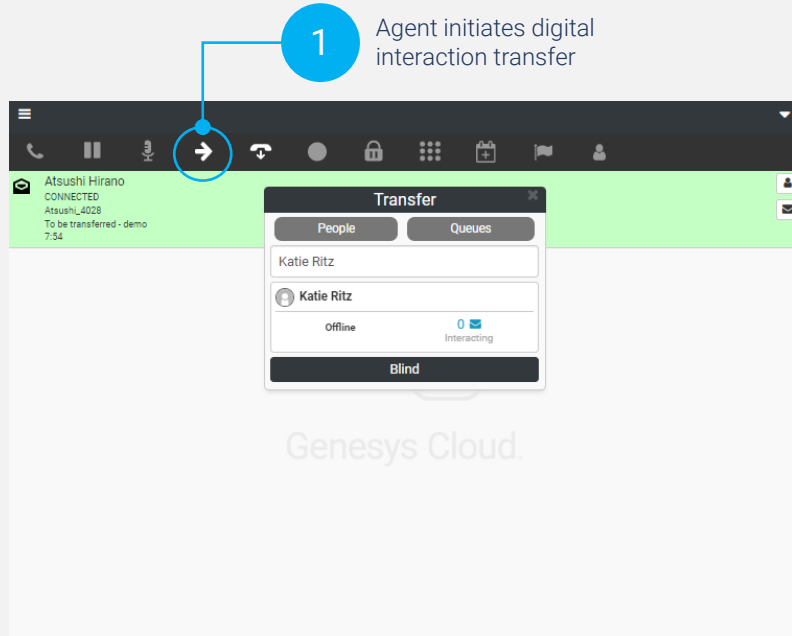 1
Agent initiates digital
interaction transfer
Atsushi Hirano
CONNECTED
Atsushi_4028
To be transferred - demo
7:54
Transfer
People
Queues
Katie Ritz
Katie Ritz
Offline
0
Interacting
Blind
Genesys Cloud.